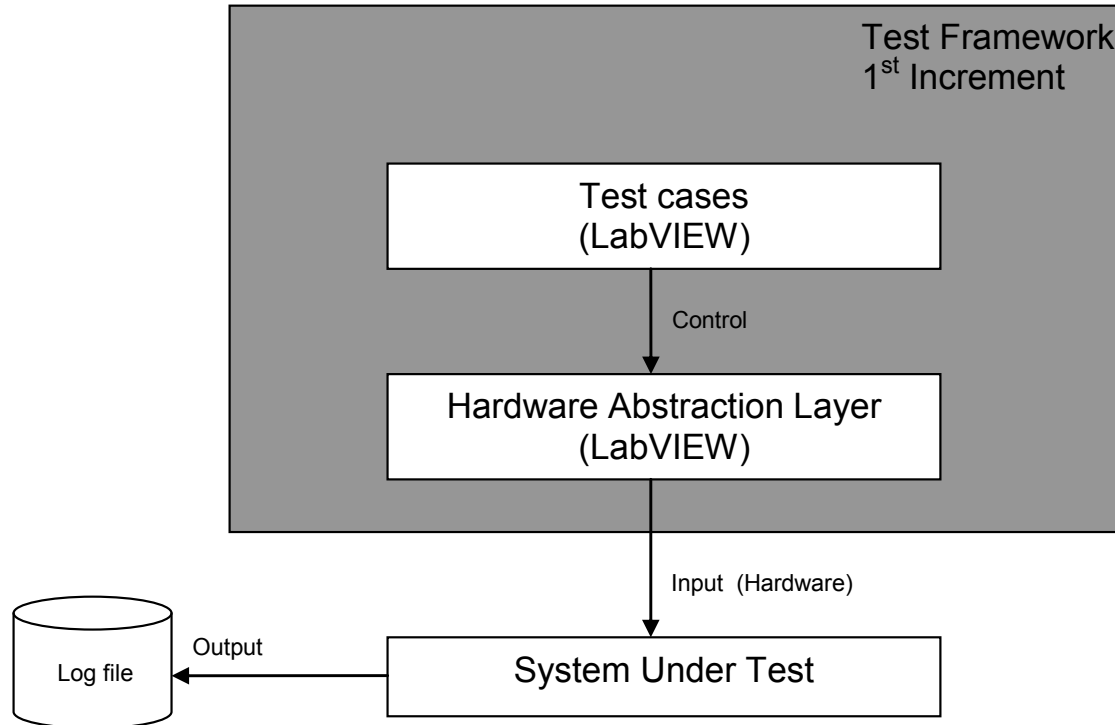 Test Framework
1st Increment
Test cases
(LabVIEW)
Control
Hardware Abstraction Layer
(LabVIEW)
Input (Hardware)
Output
Log file
System Under Test